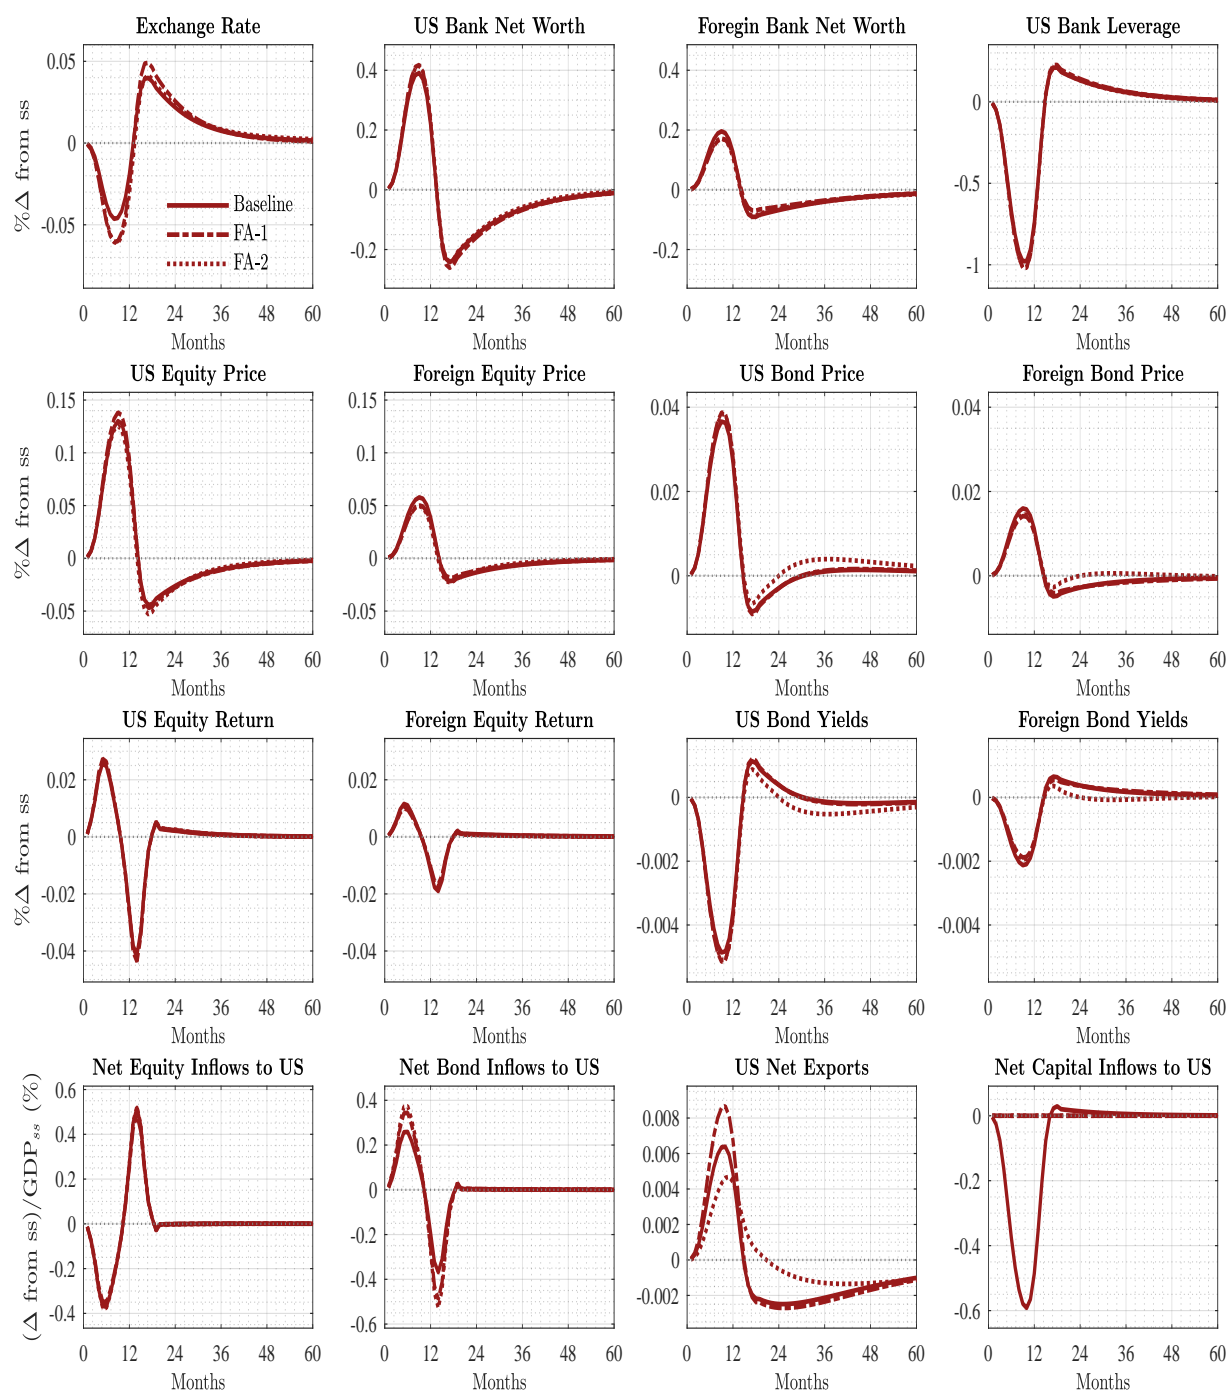 Exchange Rate
US Bank Net Worth
Foregin Bank Net Worth
US Bank Leverage
%Δ from ss
0.05
0
-0.05
Baseline
FA-1
FA-2
0.4
0.2
0
-0.2
0.4
0.2
0
-0.2
0
-0.5
-1
0 12 24 36 48 60
0 12 24 36 48 60
0 12 24 36 48 60
0 12 24 36 48 60
Months
Months
Months
Months
US Equity Price
Foreign Equity Price
US Bond Price
Foreign Bond Price
%Δ from ss
0.15
0.1
0.05
0
-0.05
0.15
0.1
0.05
0
-0.05
0.04
0.02
0
0.04
0.02
0
0 12 24 36 48 60
0 12 24 36 48 60
0 12 24 36 48 60
0 12 24 36 48 60
Months
Months
Months
Months
US Equity Return
Foreign Equity Return
US Bond Yields
Foreign Bond Yields
%Δ from ss
0.02
0
-0.02
-0.04
0.02
0
-0.02
-0.04
0
-0.002
-0.004
0
-0.002
-0.004
0 12 24 36 48 60
0 12 24 36 48 60
0 12 24 36 48 60
0 12 24 36 48 60
Months
Months
Months
Months
Net Equity Inflows to US
Net Bond Inflows to US
US Net Exports
Net Capital Inflows to US
(Δ from ss)/GDPss (%)
0.6
0.4
0.2
0
-0.2
-0.4
0.4
0.2
0
-0.2
-0.4
-0.6
0.008
0.006
0.004
0.002
0
-0.002
0
-0.2
-0.4
-0.6
0 12 24 36 48 60
0 12 24 36 48 60
0 12 24 36 48 60
0 12 24 36 48 60
Months
Months
Months
Months